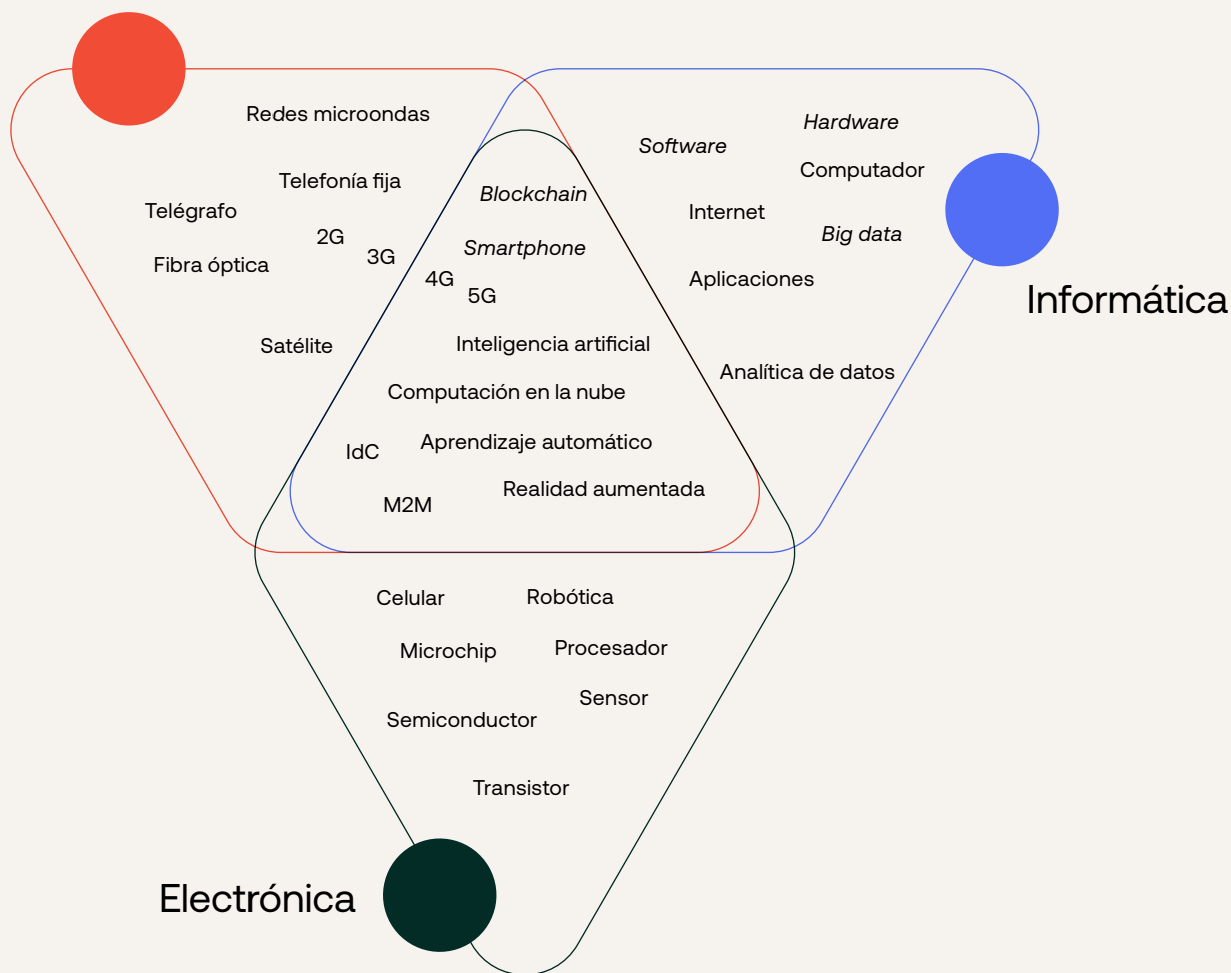 Redes microondas
Telefonía fija
Telégrafo
2G
3G
Fibra óptica
Satélite
Blockchain
Smartphone
4G
5G
Inteligencia artificial
Computación en la nube
IdC
Aprendizaje automático
M2M
Realidad aumentada
Hardware
Software
Computador
Internet
Big data
Aplicaciones
Analítica de datos
Informática
Celular
Robótica
Microchip
Procesador
Sensor
Semiconductor
Transistor
Electrónica